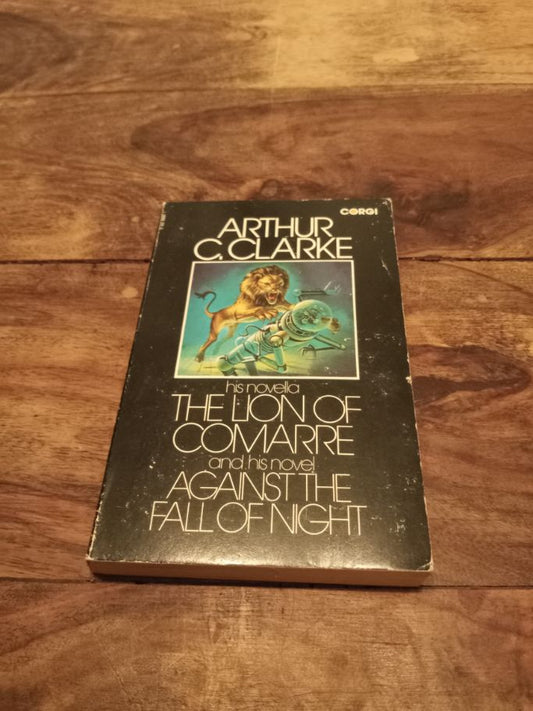 CORGI
ARTHUR
C. CLARKE
his novella
THE LION OF
COMARRE
and his novel
AGAINST THE
FALL OF NIGHT